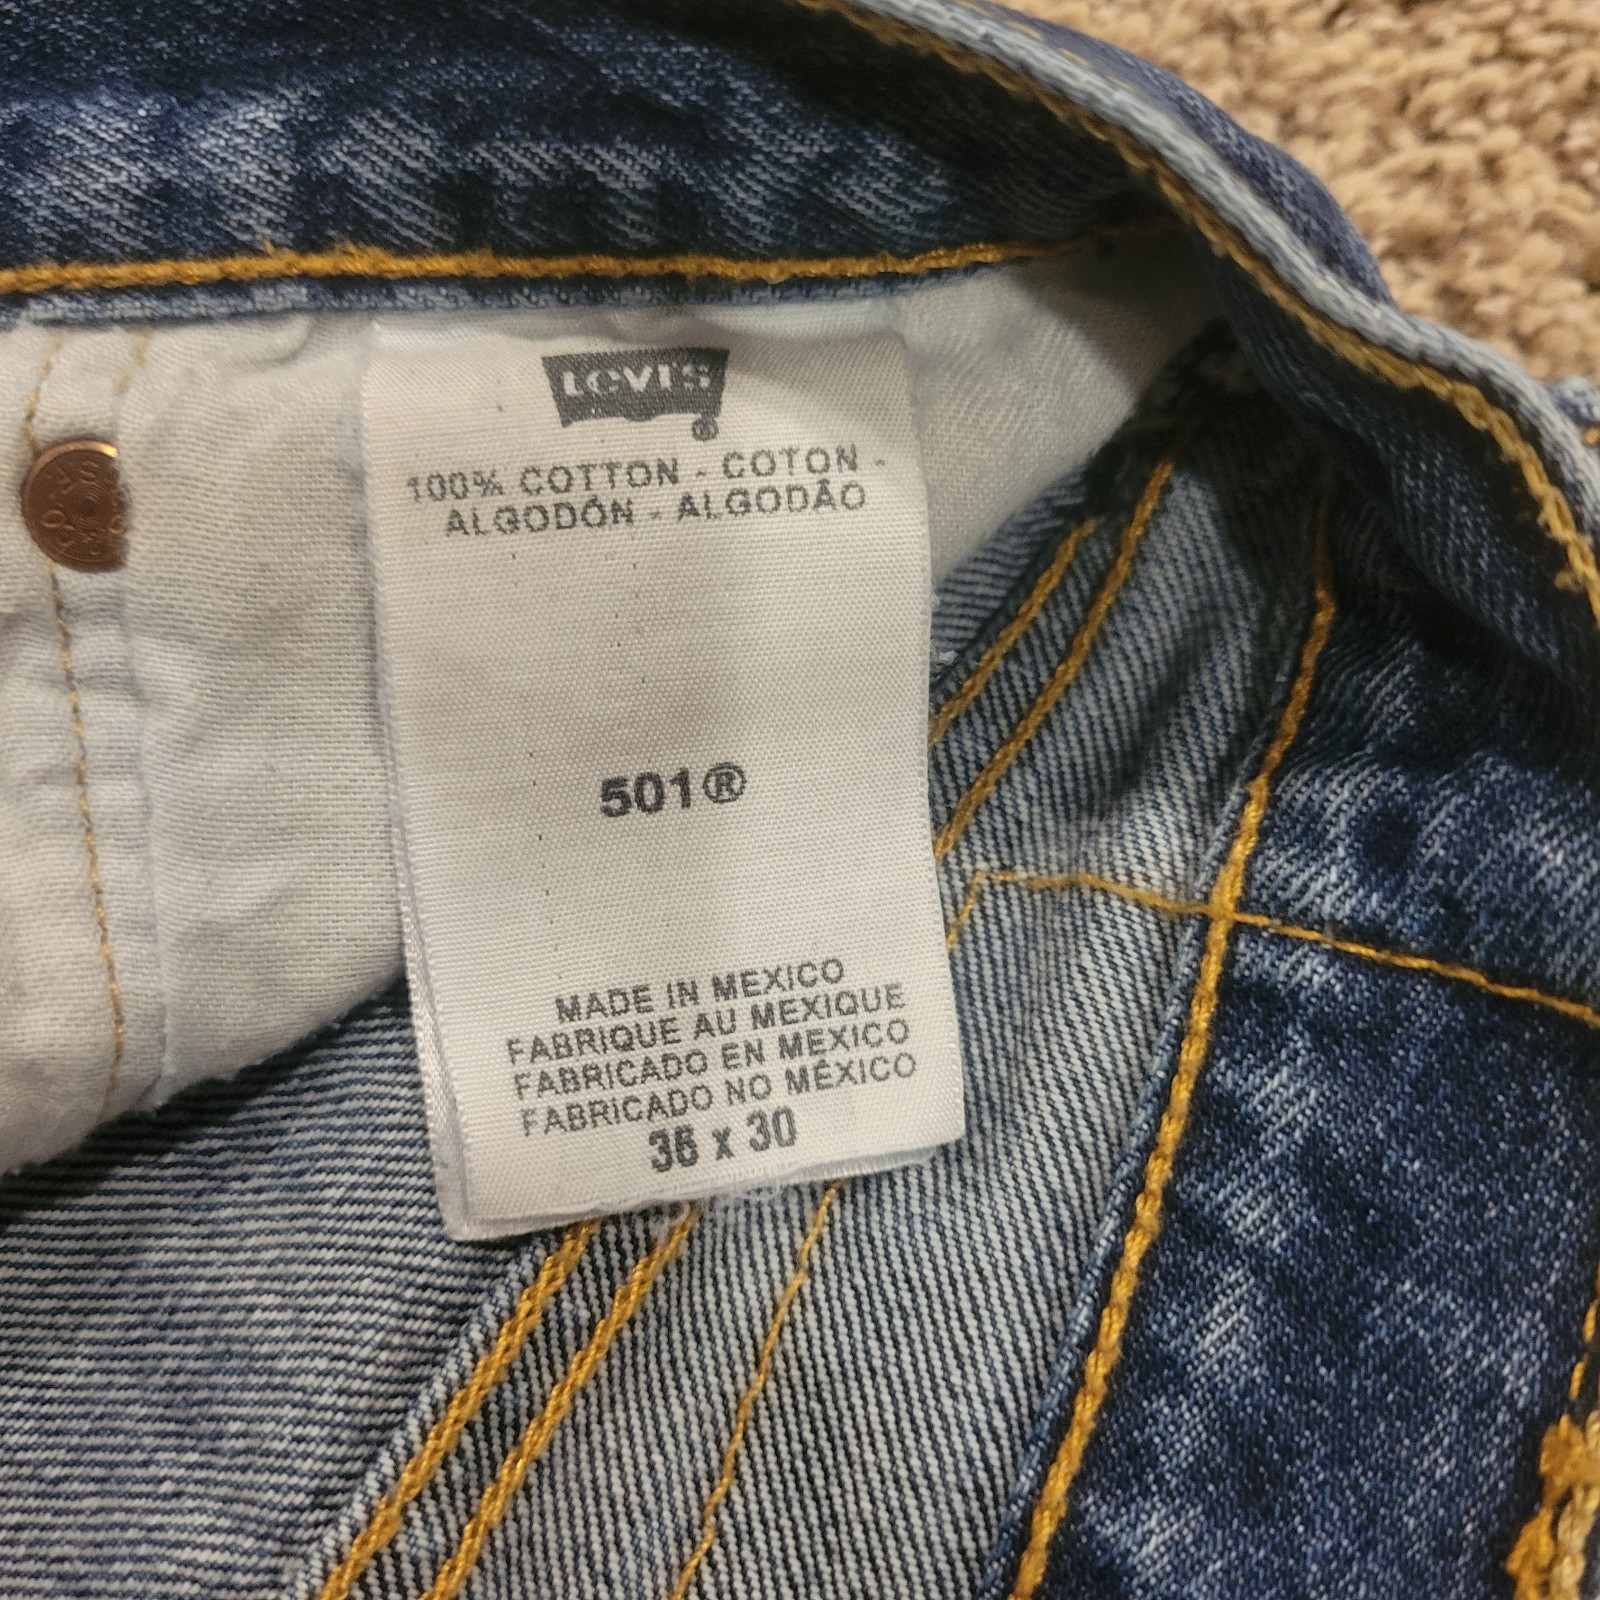 LEVI'S
®
100% COTTON - COTON -
ALGODÓN - ALGODÃO
501®
MADE IN MEXICO
FABRIQUE AU MEXIQUE
FABRICADO EN MEXICO
FABRICADO NO MÉXICO
36 x 30